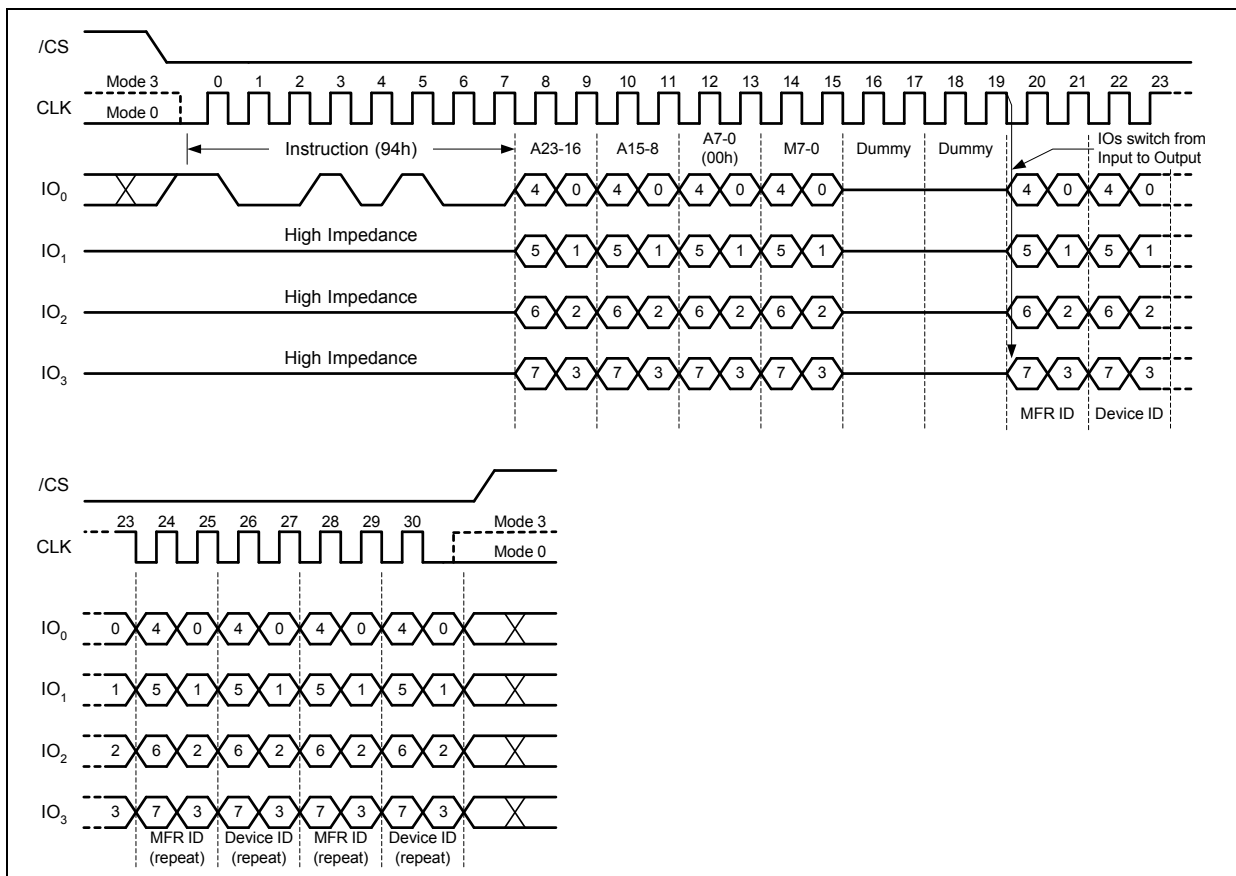 /CS
Mode 3 0 1 2 3 4 5 6 7 8 9 10 11 12 13 14 15 16 17 18 19 20 21 22 23
CLK
Mode 0
Instruction (94h) A23-16 A15-8 A7-0 (00h) M7-0 Dummy Dummy IOs switch from Input to Output
IO0 4 0 4 0 4 0 4 0 4 0 4 0
High Impedance
IO1 5 1 5 1 5 1 5 1 5 1 5 1
High Impedance
IO2 6 2 6 2 6 2 6 2 6 2 6 2
High Impedance
IO3 7 3 7 3 7 3 7 3 7 3 7 3
MFR ID Device ID
/CS
23 24 25 26 27 28 29 30 Mode 3
CLK
Mode 0
IO0 0 4 0 4 0 4 0 4 0
IO1 1 5 1 5 1 5 1 5 1
IO2 2 6 2 6 2 6 2 6 2
IO3 3 7 3 7 3 7 3 7 3
MFR ID (repeat) Device ID (repeat) MFR ID (repeat) Device ID (repeat)